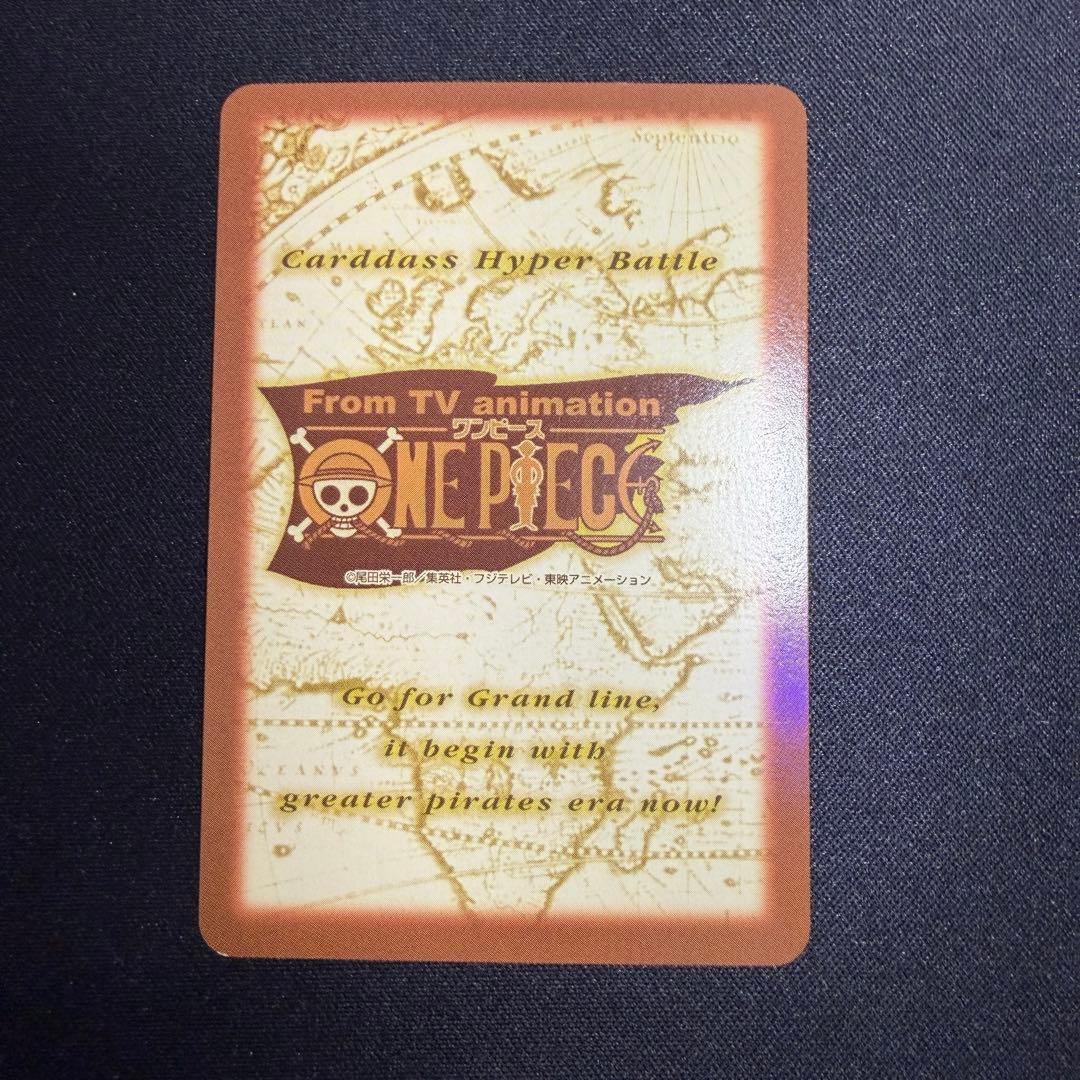 Septentrio
Carddass Hyper Battle
From TV animation
ワンピース
ONE PIECE
©尾田栄一郎／集英社・フジテレビ・東映アニメーション
Go for Grand line,
it begin with
EANVS
greater pirates era now!